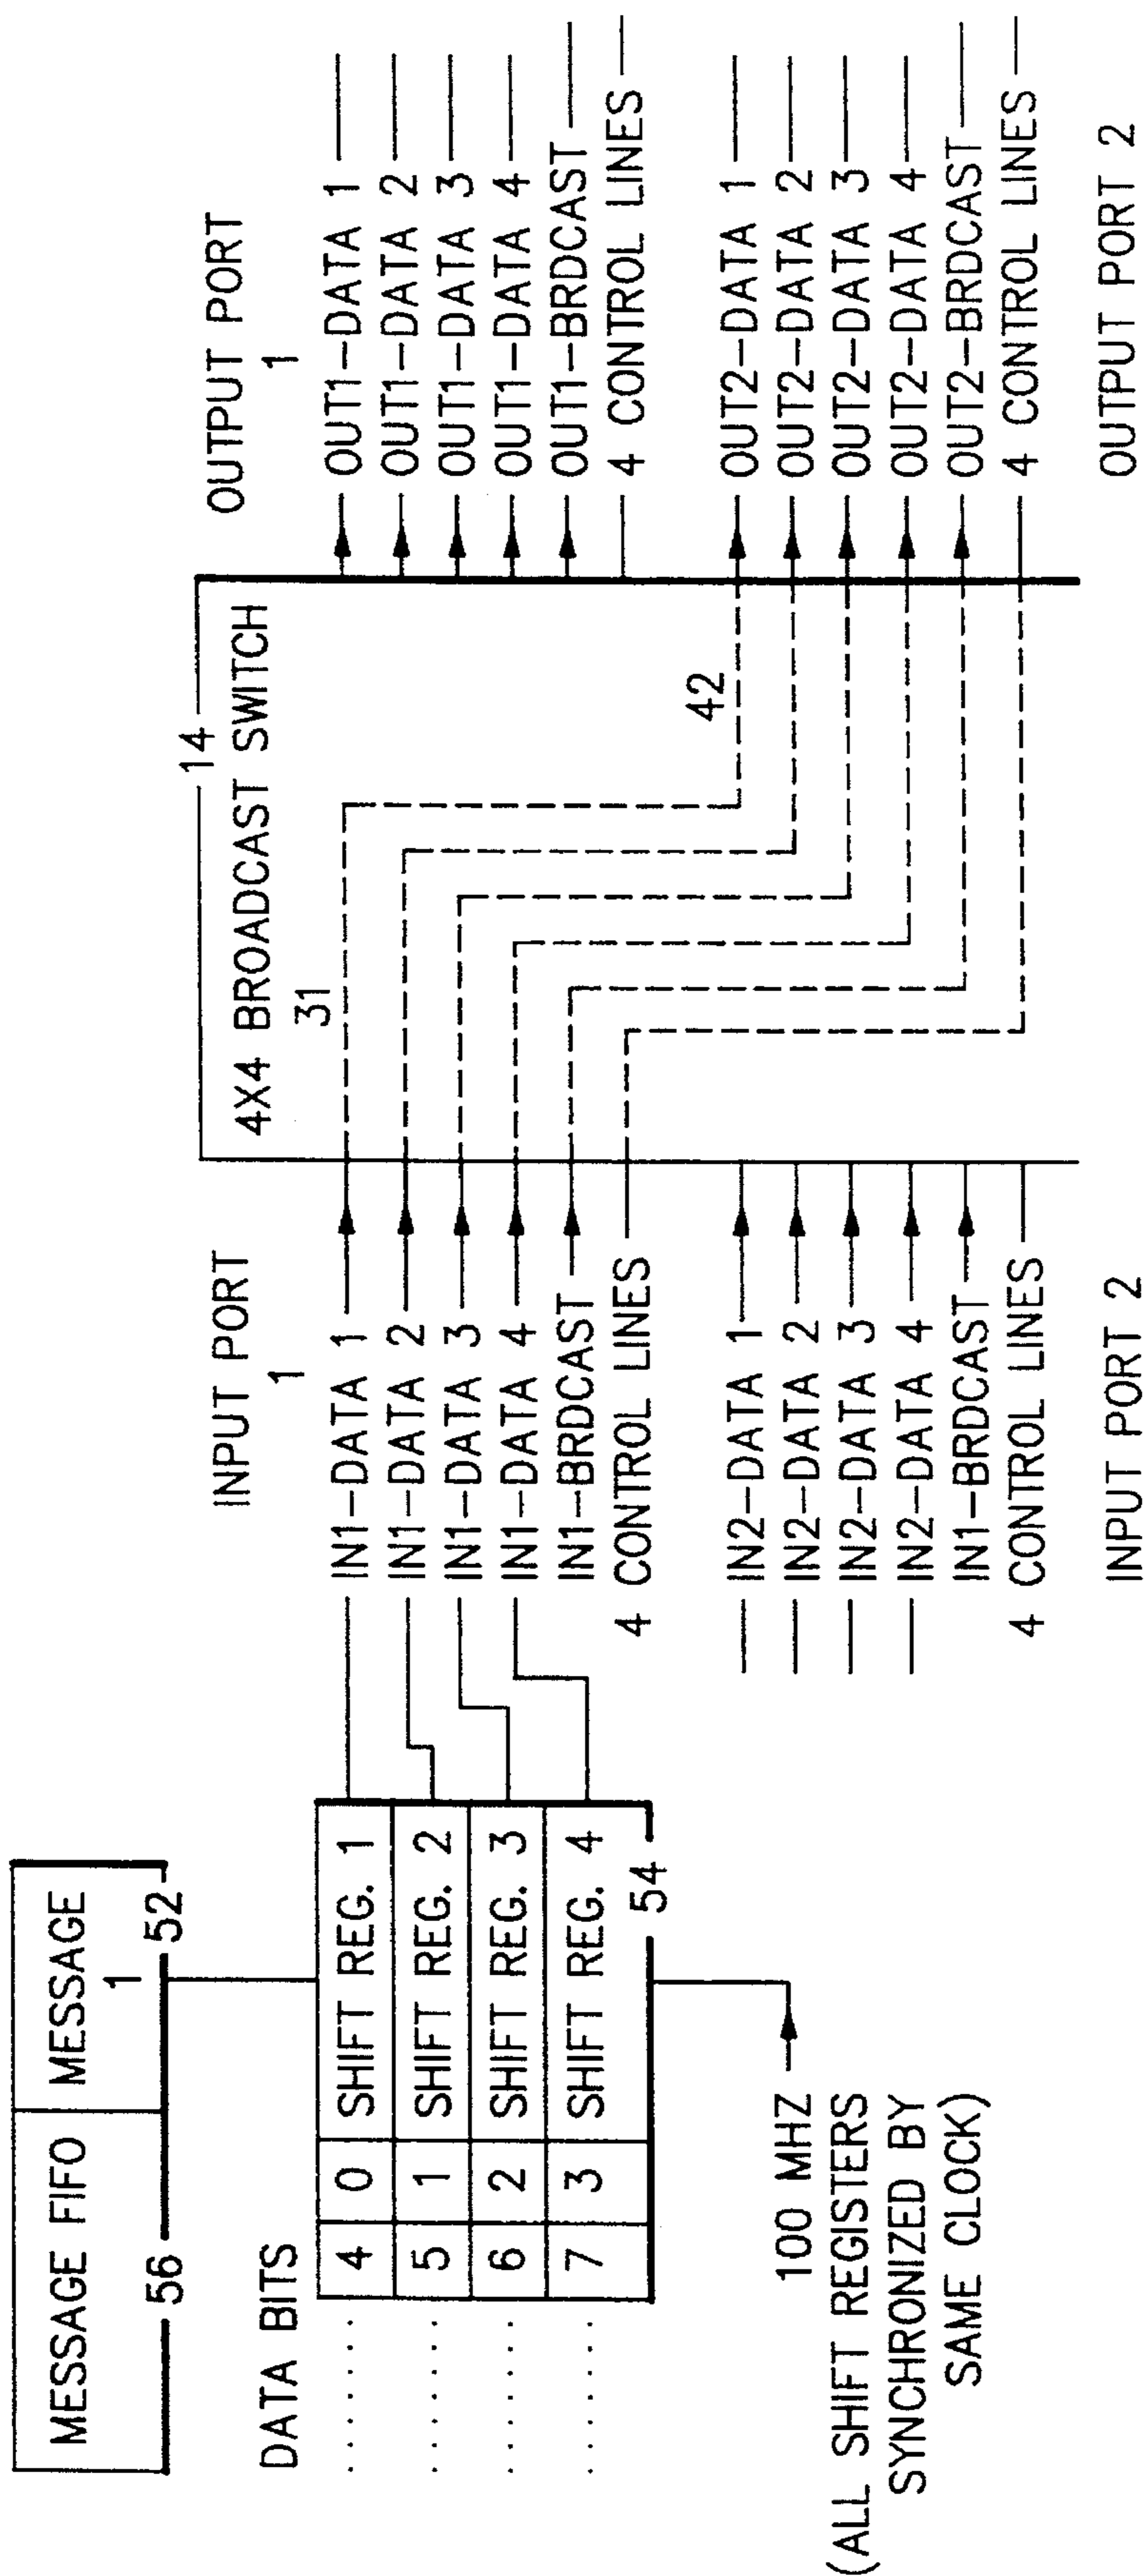 MESSAGE FIFO
MESSAGE
1
56
52
DATA BITS
4 0 SHIFT REG. 1
5 1 SHIFT REG. 2
6 2 SHIFT REG. 3
7 3 SHIFT REG. 4
54
100 MHZ
(ALL SHIFT REGISTERS
SYNCHRONIZED BY
SAME CLOCK)
INPUT PORT
1
IN1-DATA 1
IN1-DATA 2
IN1-DATA 3
IN1-DATA 4
IN1-BRDCAST
4 CONTROL LINES
IN2-DATA 1
IN2-DATA 2
IN2-DATA 3
IN2-DATA 4
IN1-BRDCAST
4 CONTROL LINES
INPUT PORT 2
14
4X4 BROADCAST SWITCH
31
42
OUTPUT PORT
1
OUT1-DATA 1
OUT1-DATA 2
OUT1-DATA 3
OUT1-DATA 4
OUT1-BRDCAST
4 CONTROL LINES
OUT2-DATA 1
OUT2-DATA 2
OUT2-DATA 3
OUT2-DATA 4
OUT2-BRDCAST
4 CONTROL LINES
OUTPUT PORT 2